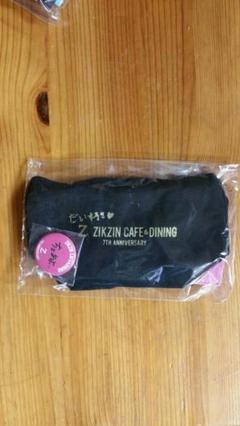 だいすき♥
Z ZIKZIN CAFE&DINING
7TH ANNIVERSARY
Z